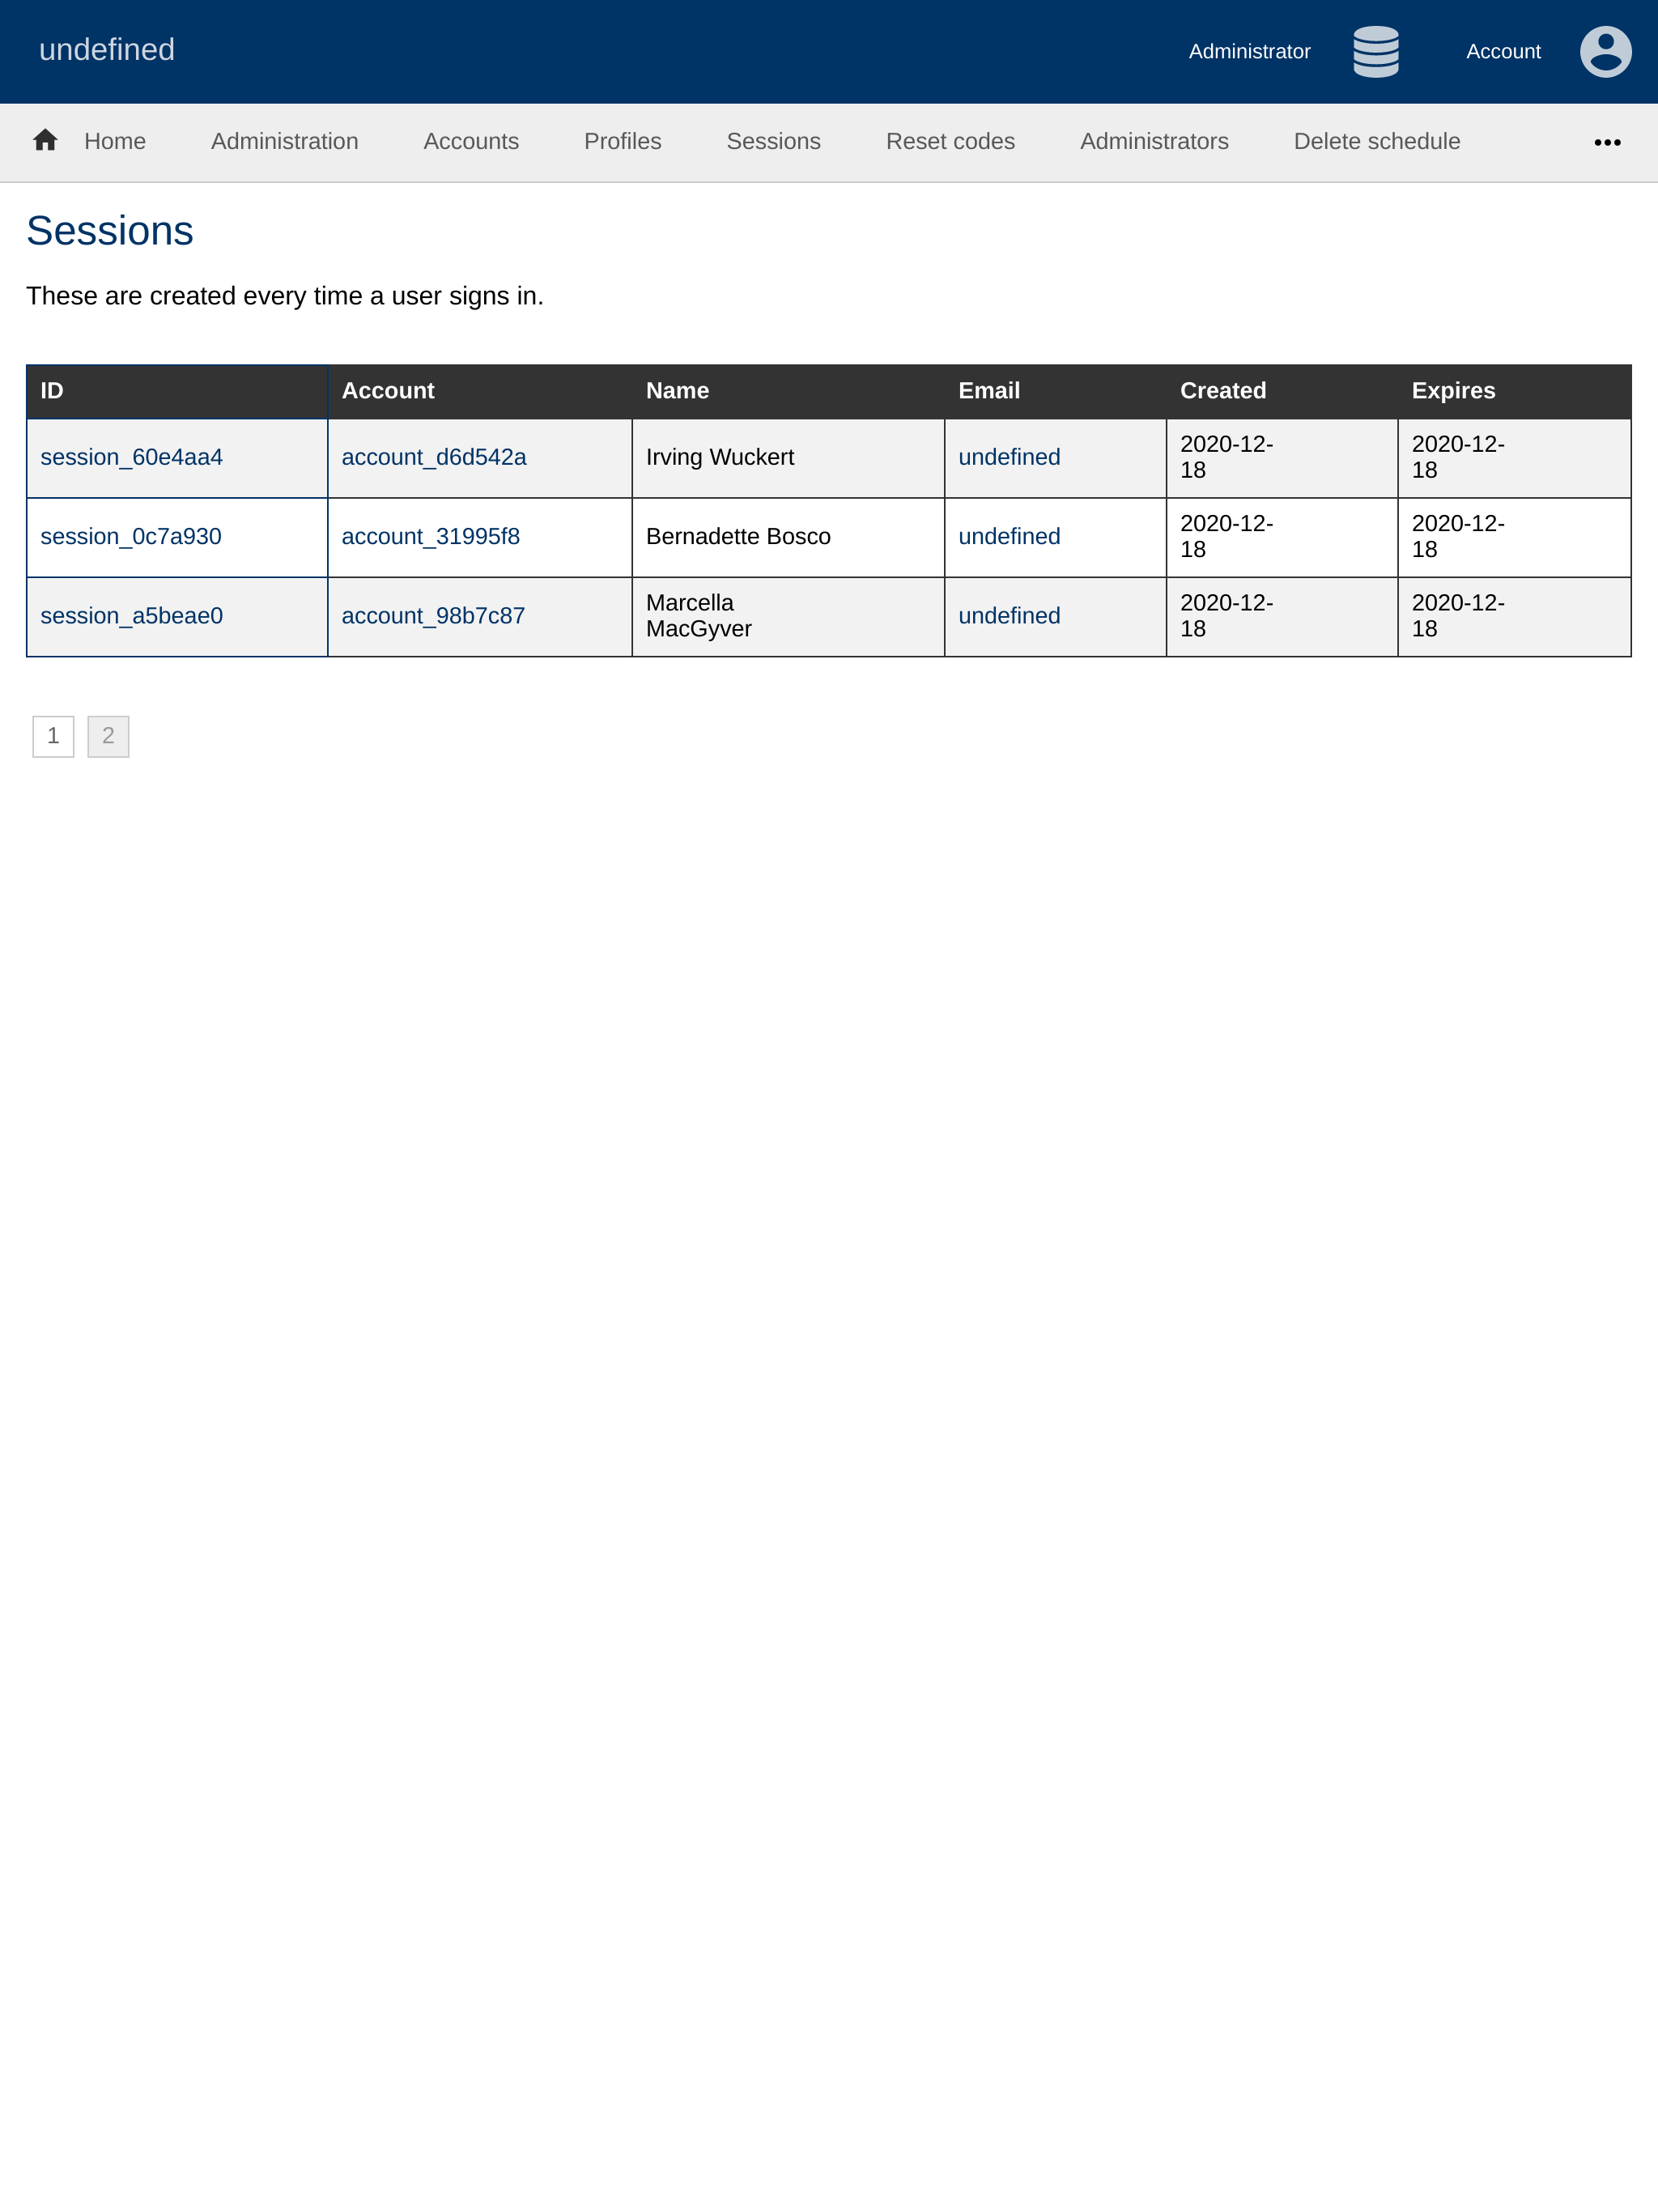 undefined
Administrator
Account
Home
Administration
Accounts
Profiles
Sessions
Reset codes
Administrators
Delete schedule
•••
Sessions
These are created every time a user signs in.
ID Account Name Email Created Expires
session_60e4aa4 account_d6d542a Irving Wuckert undefined 2020-12- 2020-12-
18 18
session_0c7a930 account_31995f8 Bernadette Bosco undefined 2020-12- 2020-12-
18 18
session_a5beae0 account_98b7c87 Marcella undefined 2020-12- 2020-12-
MacGyver 18 18
1 2